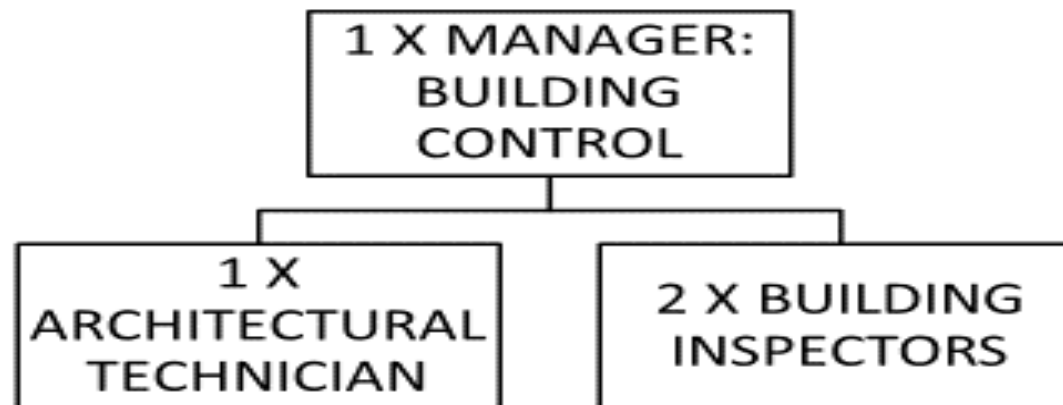 1 X MANAGER:
BUILDING
CONTROL
1 X
ARCHITECTURAL
TECHNICIAN
2 X BUILDING
INSPECTORS